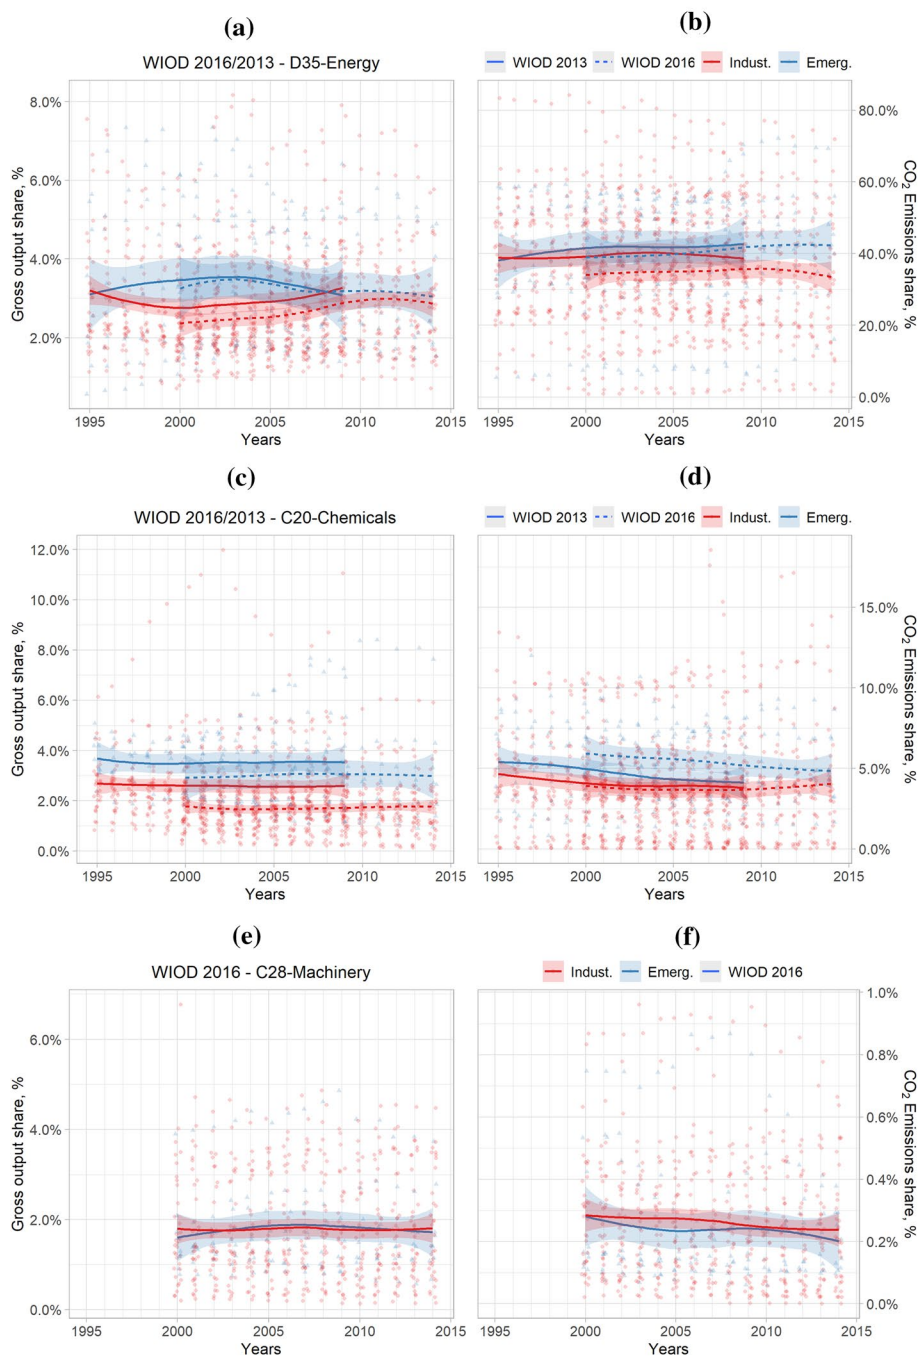 (a)
(b)
WIOD 2016/2013 - D35-Energy
WIOD 2013 WIOD 2016 Indust. Emerg.
8.0%
6.0%
4.0%
2.0%
Gross output share, %
1995 2000 2005 2010 2015
Years
80.0%
60.0%
40.0%
20.0%
0.0%
CO2 Emissions share, %
1995 2000 2005 2010 2015
Years
(c)
(d)
WIOD 2016/2013 - C20-Chemicals
WIOD 2013 WIOD 2016 Indust. Emerg.
12.0%
10.0%
8.0%
6.0%
4.0%
2.0%
0.0%
Gross output share, %
1995 2000 2005 2010 2015
Years
15.0%
10.0%
5.0%
0.0%
CO2 Emissions share, %
1995 2000 2005 2010 2015
Years
(e)
(f)
WIOD 2016 - C28-Machinery
Indust. Emerg. WIOD 2016
6.0%
4.0%
2.0%
0.0%
Gross output share, %
1995 2000 2005 2010 2015
Years
1.0%
0.8%
0.6%
0.4%
0.2%
0.0%
CO2 Emissions share, %
1995 2000 2005 2010 2015
Years